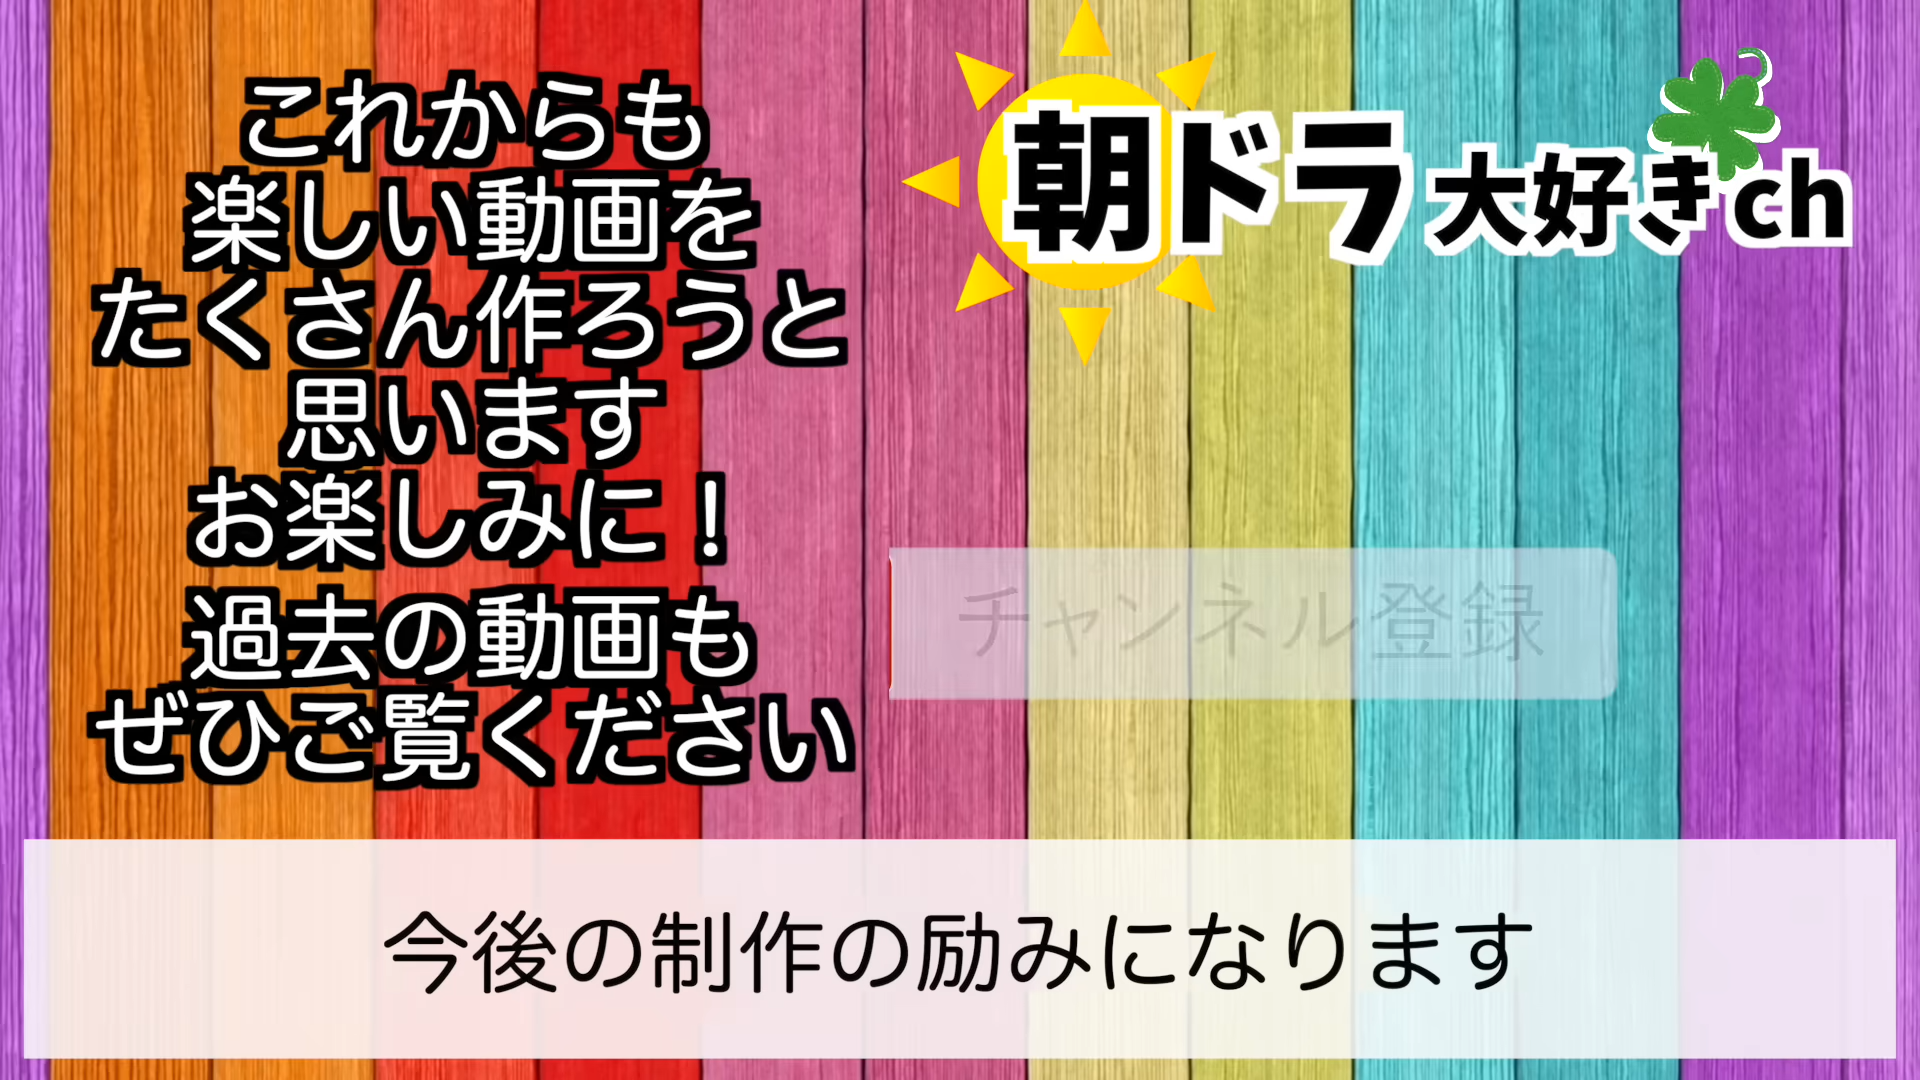 これからも
楽しい動画を
たくさん作ろうと
思います
お楽しみに！
過去の動画も
ぜひご覧ください
朝ドラ大好きch
チャンネル登録
今後の制作の励みになります